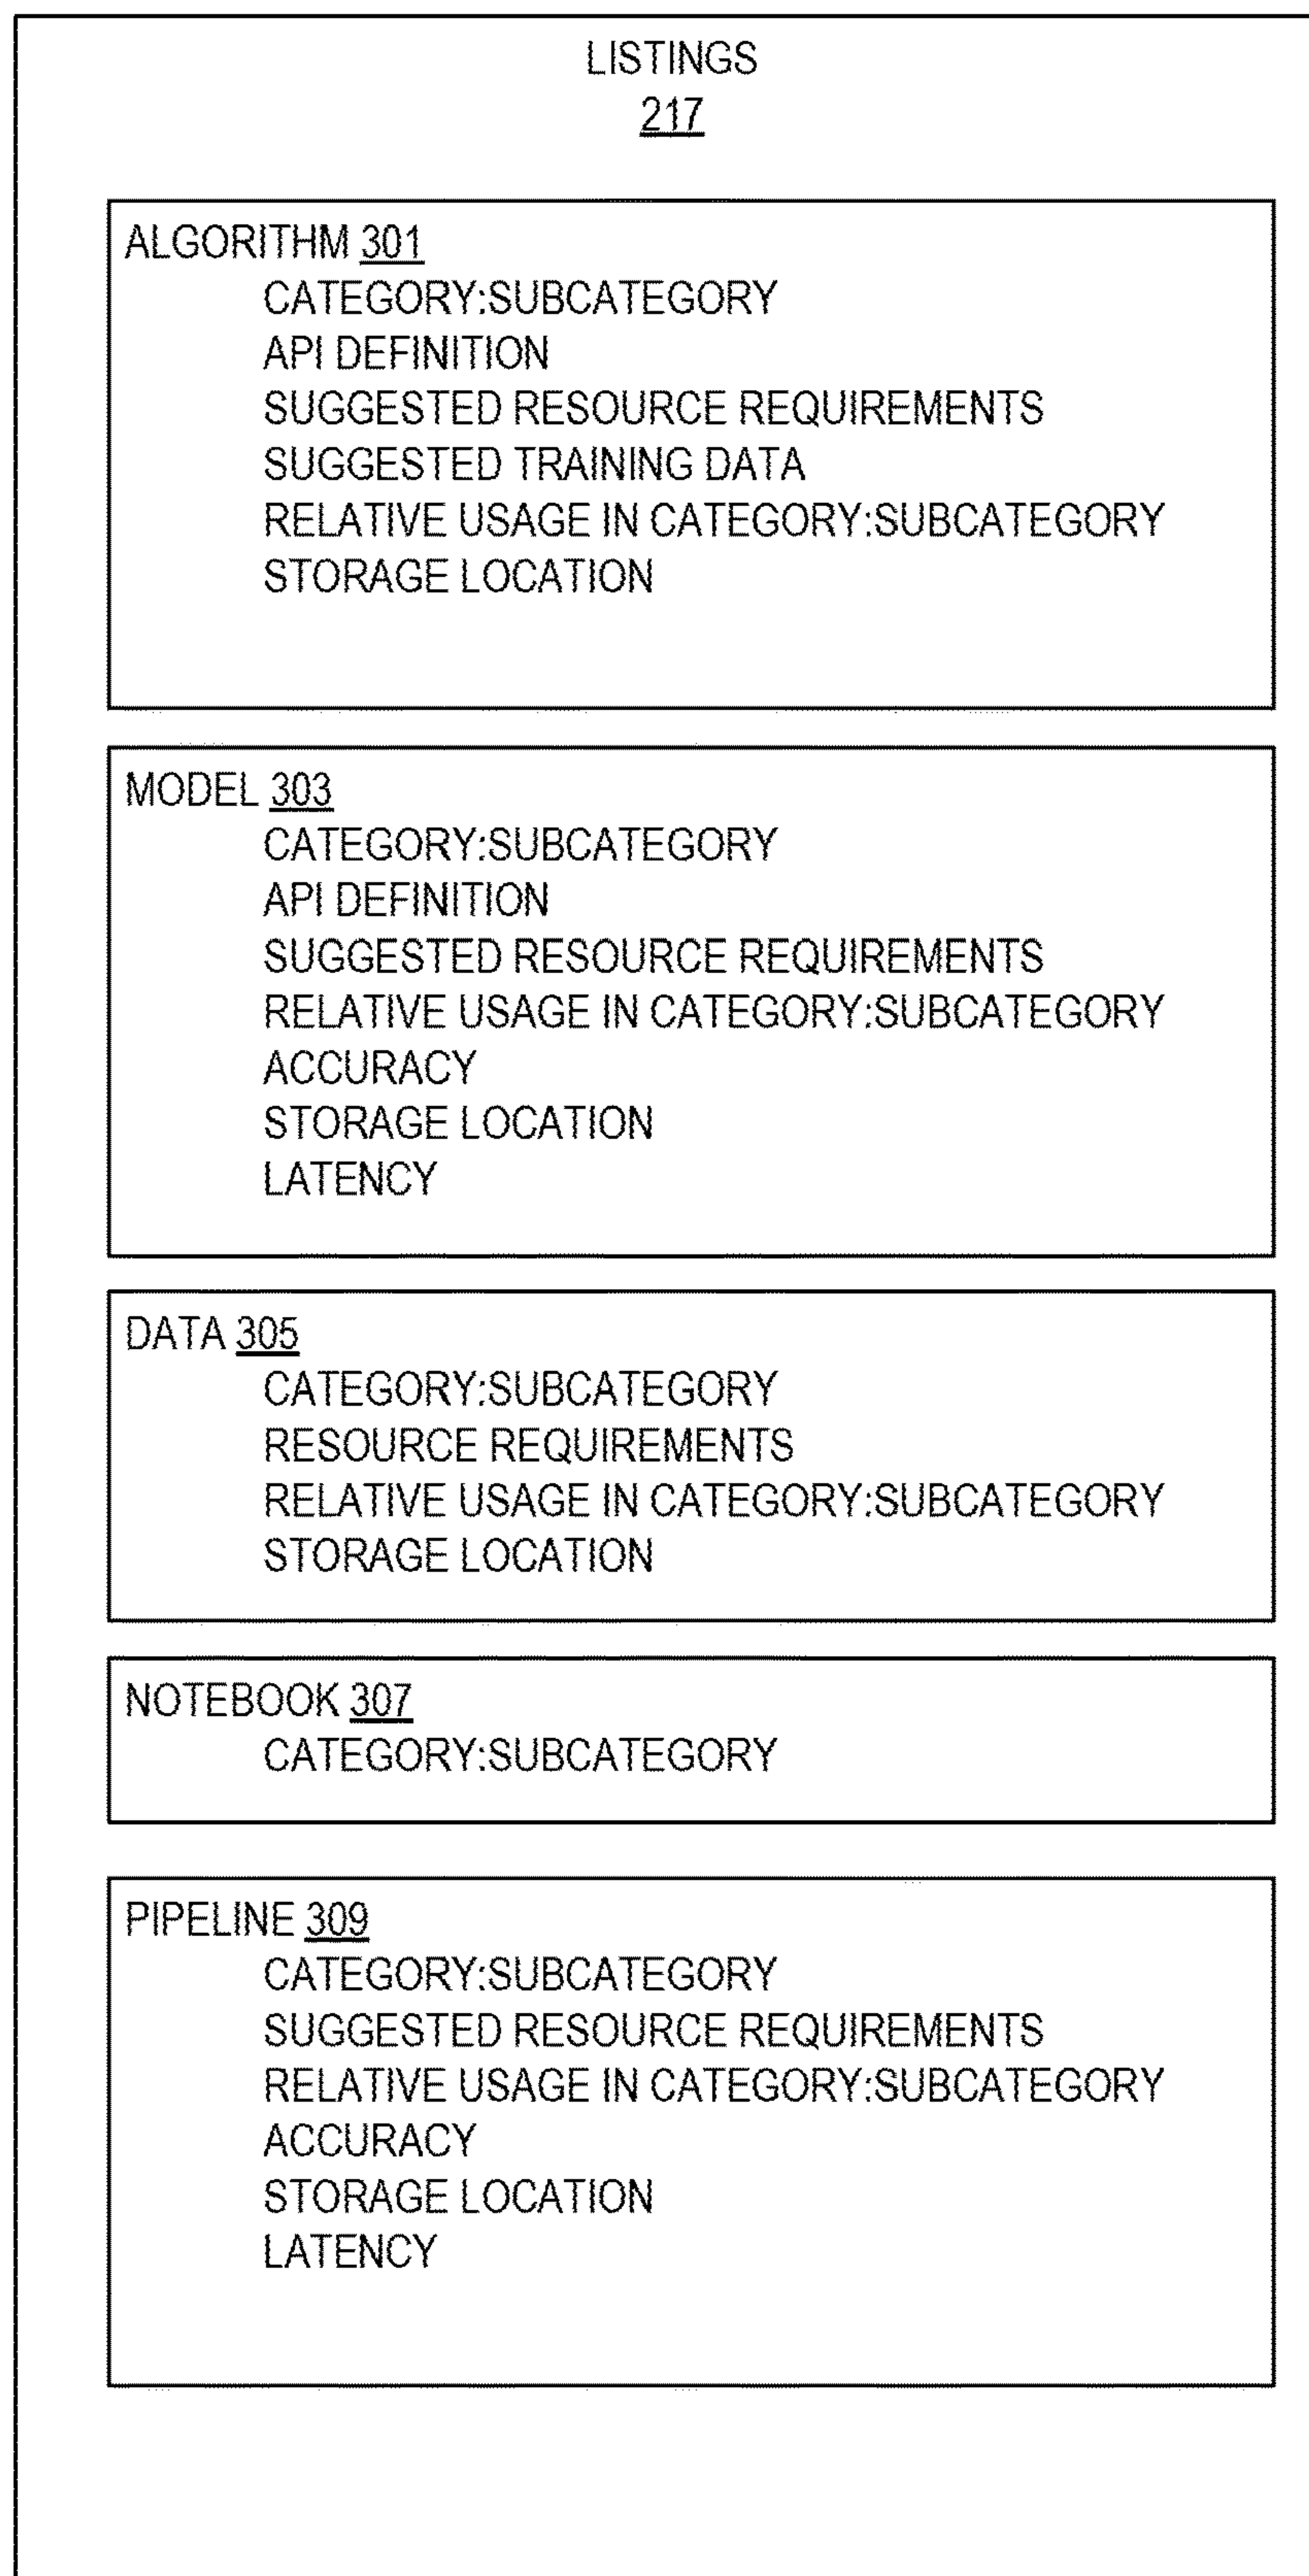 LISTINGS
217
ALGORITHM 301
CATEGORY:SUBCATEGORY
API DEFINITION
SUGGESTED RESOURCE REQUIREMENTS
SUGGESTED TRAINING DATA
RELATIVE USAGE IN CATEGORY:SUBCATEGORY
STORAGE LOCATION
MODEL 303
CATEGORY:SUBCATEGORY
API DEFINITION
SUGGESTED RESOURCE REQUIREMENTS
RELATIVE USAGE IN CATEGORY:SUBCATEGORY
ACCURACY
STORAGE LOCATION
LATENCY
DATA 305
CATEGORY:SUBCATEGORY
RESOURCE REQUIREMENTS
RELATIVE USAGE IN CATEGORY:SUBCATEGORY
STORAGE LOCATION
NOTEBOOK 307
CATEGORY:SUBCATEGORY
PIPELINE 309
CATEGORY:SUBCATEGORY
SUGGESTED RESOURCE REQUIREMENTS
RELATIVE USAGE IN CATEGORY:SUBCATEGORY
ACCURACY
STORAGE LOCATION
LATENCY